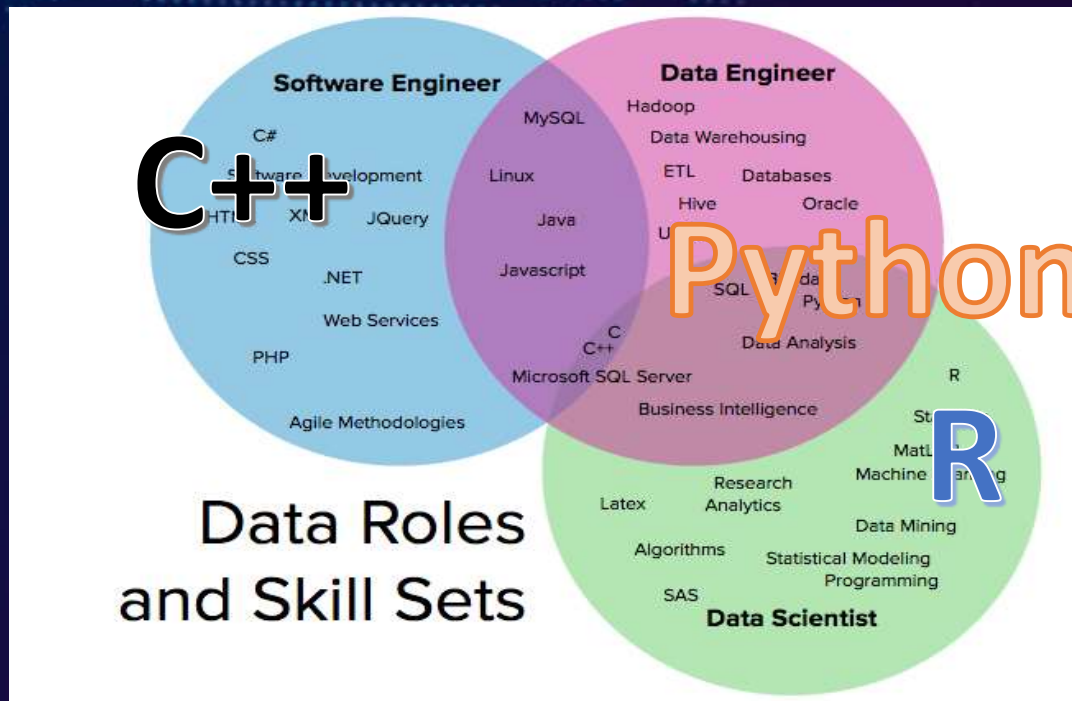 Software Engineer
C#
C++
Development
JQuery
CSS
.NET
Web Services
PHP
Agile Methodologies
MySQL
Linux
Java
Javascript
C
C++
Microsoft SQL Server
Data Engineer
Hadoop
Data Warehousing
ETL
Databases
Hive
Oracle
Python
SQL
Python
Data Analysis
Business Intelligence
R
R
Machine
Research
Analytics
Latex
Data Mining
Algorithms
Statistical Modeling
Programming
SAS
Data Scientist
Data Roles
and Skill Sets